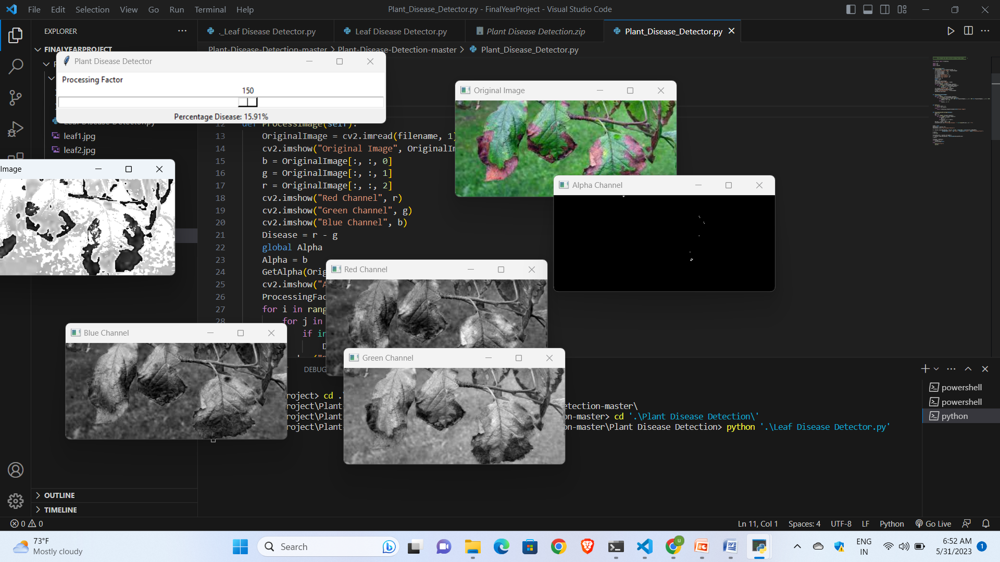 File Edit Selection View Go Run Terminal Help
Plant_Disease_Detector.py - FinalYearProject - Visual Studio Code
EXPLORER
._Leaf Disease Detector.py
Leaf Disease Detector.py
Plant Disease Detection.zip
Plant_Disease_Detector.py
FINALYEARPROJECT
Plant-Disease-Detection-master > Plant-Disease-Detection-master > Plant_Disease_Detector.py
Plant Disease Detector
Processing Factor
150
Percentage Disease: 15.91%
leaf1.jpg
leaf2.jpg
12 def ProcessImage(self):
13 OriginalImage = cv2.imread(filename, 1)
14 cv2.imshow("Original Image", OriginalIm
15 b = OriginalImage[:, :, 0]
16 g = OriginalImage[:, :, 1]
17 r = OriginalImage[:, :, 2]
18 cv2.imshow("Red Channel", r)
19 cv2.imshow("Green Channel", g)
20 cv2.imshow("Blue Channel", b)
21 Disease = r - g
22 global Alpha
23 Alpha = b
24 GetAlpha(Orig
25 cv2.imshow("A
26 ProcessingFac
27 for i in rang
28 for j in
if in
D
Original Image
Alpha Channel
Image
Red Channel
Green Channel
Blue Channel
DEBUG
roject> cd .\
roject\Plant- etection-master\
roject\Plant- on-master> cd '.\Plant Disease Detection\'
roject\Plant- on-master\Plant Disease Detection> python '.\Leaf Disease Detector.py'
powershell
powershell
python
OUTLINE
TIMELINE
0 0
Ln 11, Col 1 Spaces: 4 UTF-8 LF Python Go Live
73°F
Mostly cloudy
Search
ENG
IN
6:52 AM
5/31/2023
1